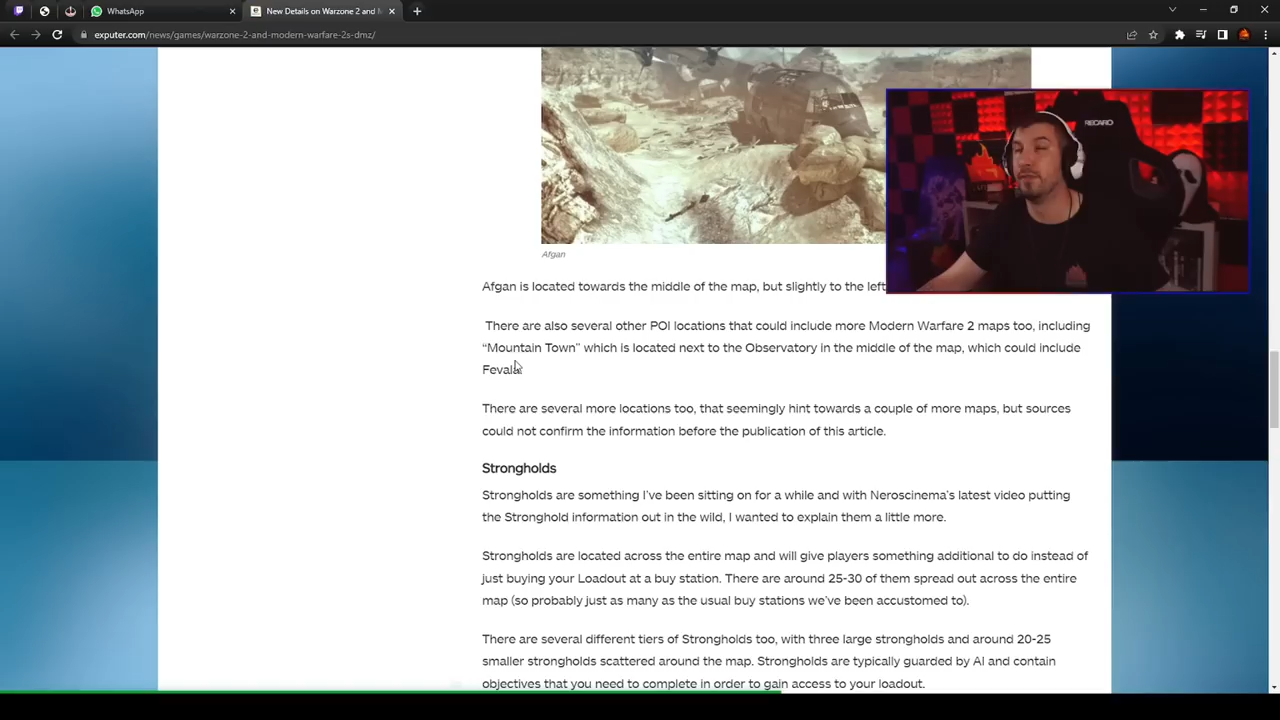 WhatsApp
New Details on Warzone 2 and M
exputer.com/news/games/warzone-2-and-modern-warfare-2s-dmz/
RECARO
Afgan
Afgan is located towards the middle of the map, but slightly to the left
There are also several other POI locations that could include more Modern Warfare 2 maps too, including
“Mountain Town” which is located next to the Observatory in the middle of the map, which could include
Fevala.
There are several more locations too, that seemingly hint towards a couple of more maps, but sources
could not confirm the information before the publication of this article.
Strongholds
Strongholds are something I’ve been sitting on for a while and with Neroscinema’s latest video putting
the Stronghold information out in the wild, I wanted to explain them a little more.
Strongholds are located across the entire map and will give players something additional to do instead of
just buying your Loadout at a buy station. There are around 25-30 of them spread out across the entire
map (so probably just as many as the usual buy stations we’ve been accustomed to).
There are several different tiers of Strongholds too, with three large strongholds and around 20-25
smaller strongholds scattered around the map. Strongholds are typically guarded by AI and contain
objectives that you need to complete in order to gain access to your loadout.